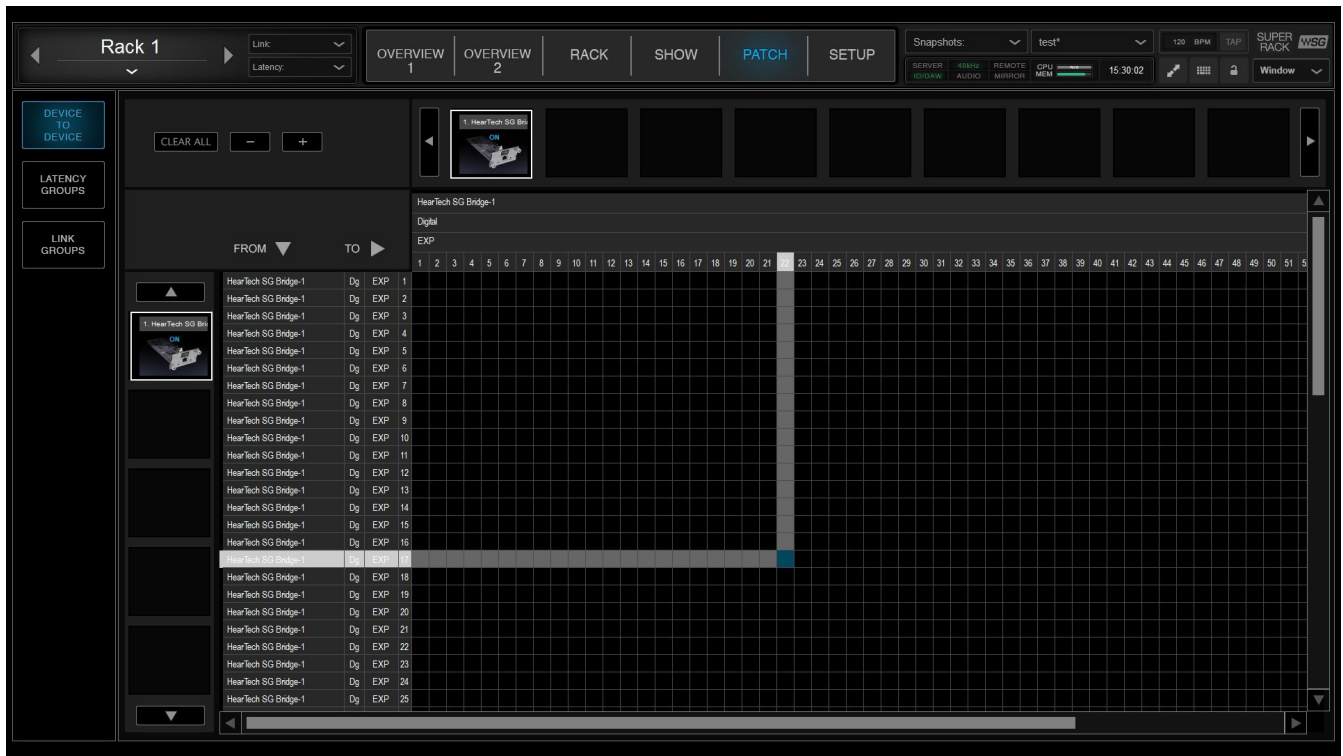 Rack 1
Link:
Latency:
OVERVIEW 1
OVERVIEW 2
RACK
SHOW
PATCH
SETUP
Snapshots:
test*
120 BPM TAP
SUPER RACK WSG
SERVER IO/DAW
48kHz AUDIO
REMOTE MIRROR
CPU
MEM
15:30:02
Window
DEVICE TO DEVICE
LATENCY GROUPS
LINK GROUPS
CLEAR ALL - +
1. HearTech SG Bri
ON
HearTech SG Bridge-1
Digital
EXP
FROM TO
1 2 3 4 5 6 7 8 9 10 11 12 13 14 15 16 17 18 19 20 21 22 23 24 25 26 27 28 29 30 31 32 33 34 35 36 37 38 39 40 41 42 43 44 45 46 47 48 49 50 51 5
1. HearTech SG Bri
ON
HearTech SG Bridge-1 Dg EXP 1
HearTech SG Bridge-1 Dg EXP 2
HearTech SG Bridge-1 Dg EXP 3
HearTech SG Bridge-1 Dg EXP 4
HearTech SG Bridge-1 Dg EXP 5
HearTech SG Bridge-1 Dg EXP 6
HearTech SG Bridge-1 Dg EXP 7
HearTech SG Bridge-1 Dg EXP 8
HearTech SG Bridge-1 Dg EXP 9
HearTech SG Bridge-1 Dg EXP 10
HearTech SG Bridge-1 Dg EXP 11
HearTech SG Bridge-1 Dg EXP 12
HearTech SG Bridge-1 Dg EXP 13
HearTech SG Bridge-1 Dg EXP 14
HearTech SG Bridge-1 Dg EXP 15
HearTech SG Bridge-1 Dg EXP 16
HearTech SG Bridge-1 Dg EXP 17
HearTech SG Bridge-1 Dg EXP 18
HearTech SG Bridge-1 Dg EXP 19
HearTech SG Bridge-1 Dg EXP 20
HearTech SG Bridge-1 Dg EXP 21
HearTech SG Bridge-1 Dg EXP 22
HearTech SG Bridge-1 Dg EXP 23
HearTech SG Bridge-1 Dg EXP 24
HearTech SG Bridge-1 Dg EXP 25